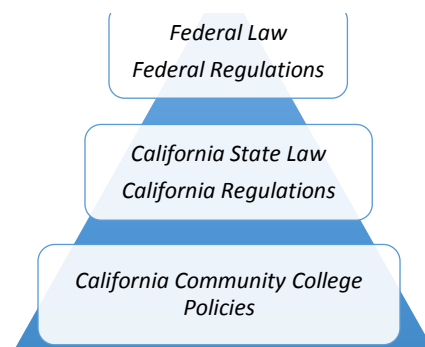 Federal Law
Federal Regulations
California State Law
California Regulations
California Community College
Policies